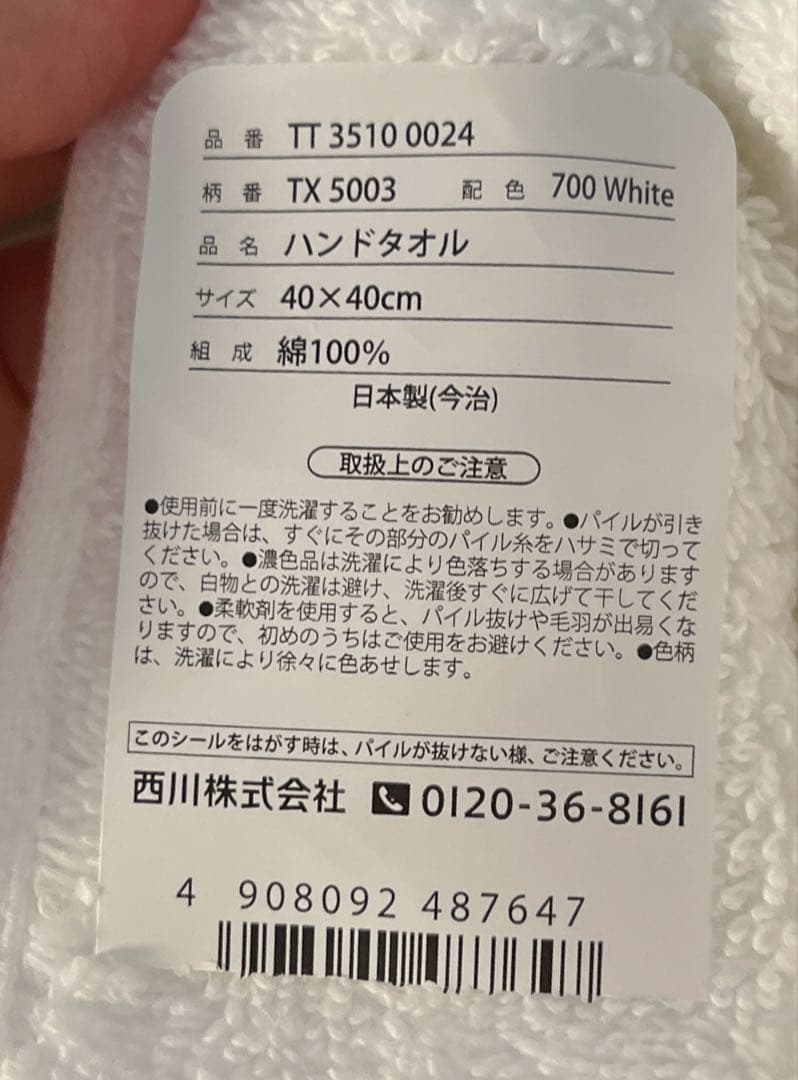 品番 TT 3510 0024
柄番 TX 5003 配色 700 White
品名 ハンドタオル
サイズ 40×40cm
組成 綿100%
日本製(今治)
取扱上のご注意
●使用前に一度洗濯することをお勧めします。●パイルが引き
抜けた場合は、すぐにその部分のパイル糸をハサミで切って
ください。●濃色品は洗濯により色落ちする場合があります
ので、白物との洗濯は避け、洗濯後すぐに広げて干してくだ
さい。●柔軟剤を使用すると、パイル抜けや毛羽が出易くな
りますので、初めのうちはご使用をお避けください。●色柄
は、洗濯により徐々に色あせします。
このシールをはがす時は、パイルが抜けない様、ご注意ください。
西川株式会社 0120-36-8161
4 908092 487647